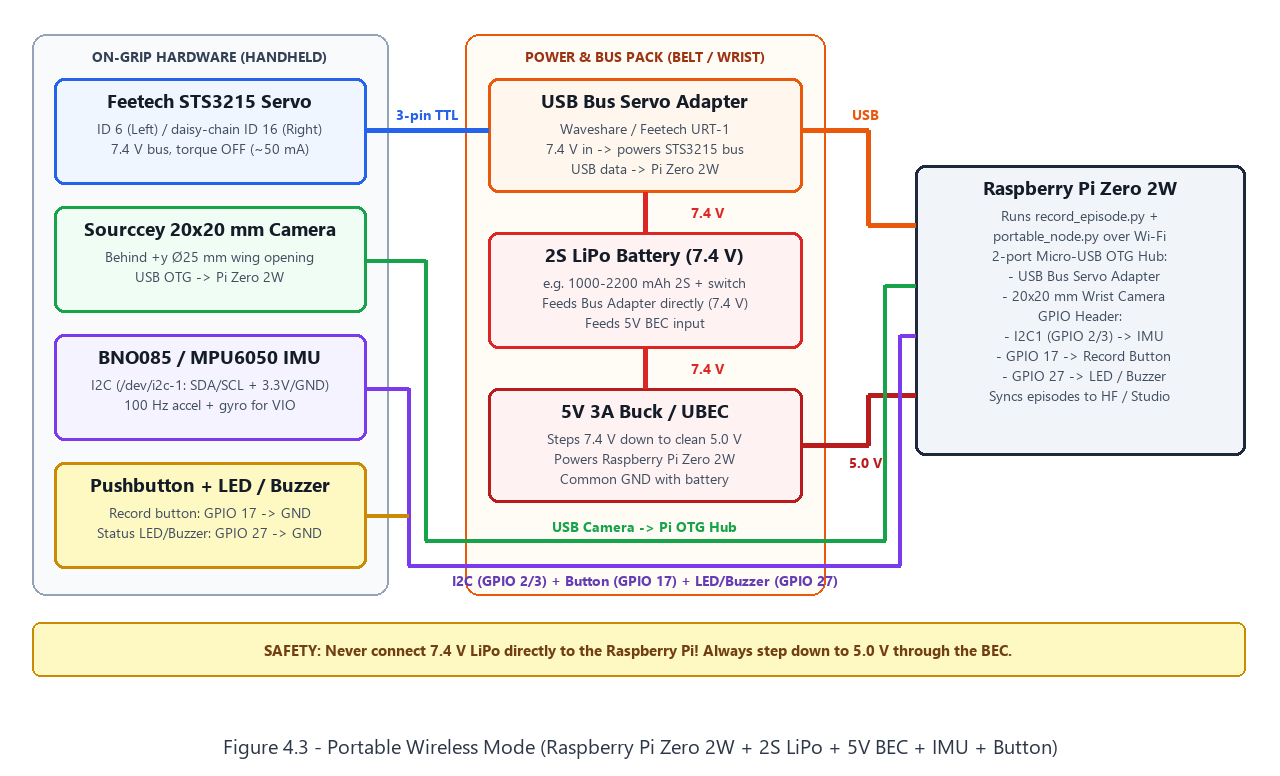 ON-GRIP HARDWARE (HANDHELD)
Feetech STS3215 Servo
ID 6 (Left) / daisy-chain ID 16 (Right)
7.4 V bus, torque OFF (~50 mA)
Sourccey 20x20 mm Camera
Behind +y Ø25 mm wing opening
USB OTG -> Pi Zero 2W
BNO085 / MPU6050 IMU
I2C (/dev/i2c-1: SDA/SCL + 3.3V/GND)
100 Hz accel + gyro for VIO
Pushbutton + LED / Buzzer
Record button: GPIO 17 -> GND
Status LED/Buzzer: GPIO 27 -> GND
3-pin TTL
POWER & BUS PACK (BELT / WRIST)
USB Bus Servo Adapter
Waveshare / Feetech URT-1
7.4 V in -> powers STS3215 bus
USB data -> Pi Zero 2W
7.4 V
2S LiPo Battery (7.4 V)
e.g. 1000-2200 mAh 2S + switch
Feeds Bus Adapter directly (7.4 V)
Feeds 5V BEC input
7.4 V
5V 3A Buck / UBEC
Steps 7.4 V down to clean 5.0 V
Powers Raspberry Pi Zero 2W
Common GND with battery
USB Camera -> Pi OTG Hub
I2C (GPIO 2/3) + Button (GPIO 17) + LED/Buzzer (GPIO 27)
USB
5.0 V
Raspberry Pi Zero 2W
Runs record_episode.py +
portable_node.py over Wi-Fi
2-port Micro-USB OTG Hub:
- USB Bus Servo Adapter
- 20x20 mm Wrist Camera
GPIO Header:
- I2C1 (GPIO 2/3) -> IMU
- GPIO 17 -> Record Button
- GPIO 27 -> LED / Buzzer
Syncs episodes to HF / Studio
SAFETY: Never connect 7.4 V LiPo directly to the Raspberry Pi! Always step down to 5.0 V through the BEC.
Figure 4.3 - Portable Wireless Mode (Raspberry Pi Zero 2W + 2S LiPo + 5V BEC + IMU + Button)